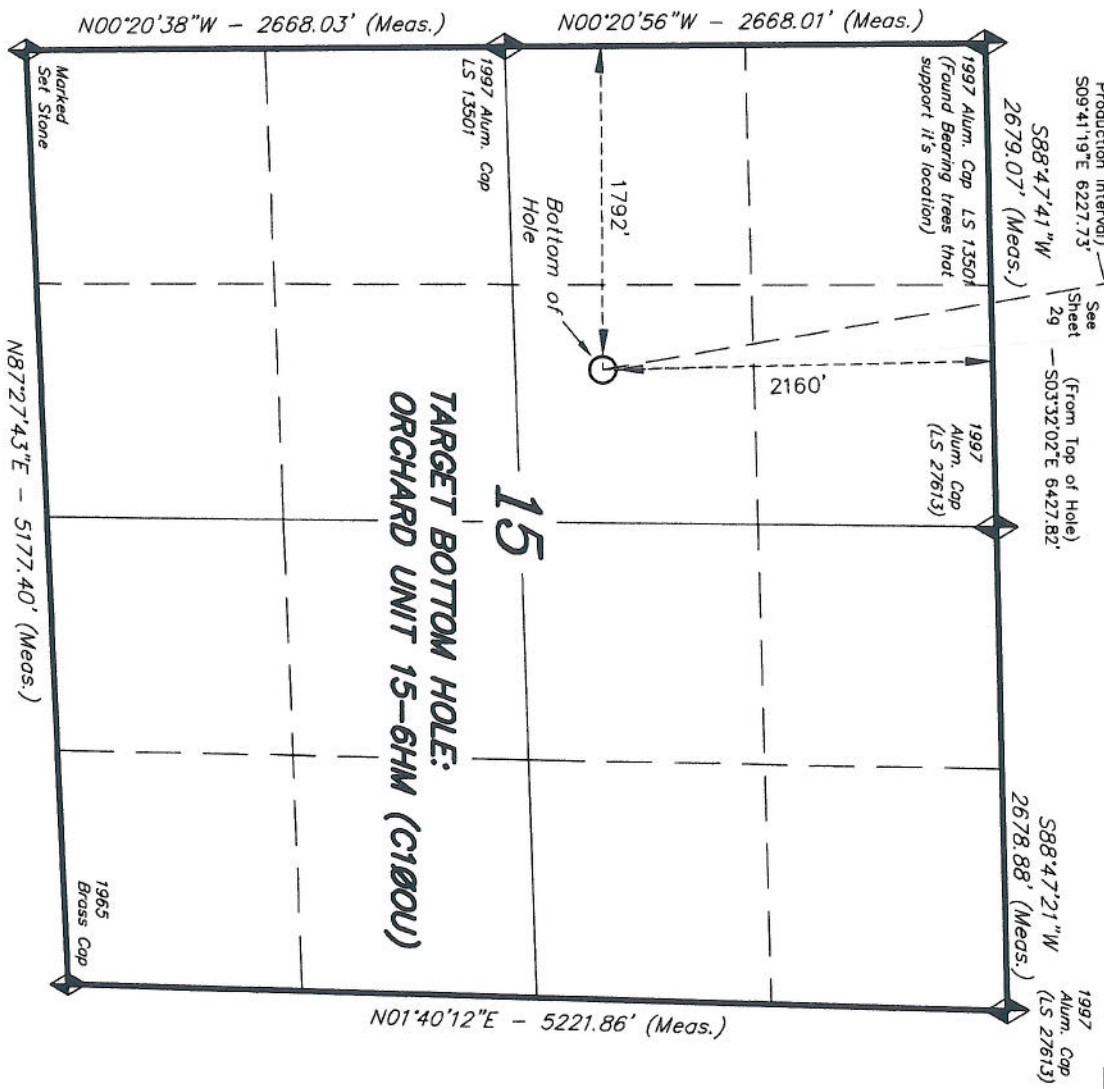 Production Interval)
S09°41'19"E 6227.73'
See
Sheet
2g
(From Top of Hole)
S03°32'02"E 6427.82'
S88°47'41"W
2679.07' (Meas.)
S88°47'21"W
2678.88' (Meas.)
1997
Alum. Cap
(LS 27613)
1997 Alum. Cap LS 13501
(Found Bearing trees that
support it's location)
1997
Alum. Cap
(LS 27613)
N00°20'56"W - 2668.01' (Meas.)
2160'
1792'
Bottom of
Hole
1997 Alum. Cap
LS 13501
15
TARGET BOTTOM HOLE:
ORCHARD UNIT 15-6HM (C10OU)
N00°20'38"W - 2668.03' (Meas.)
N01°40'12"E - 5221.86' (Meas.)
Marked
Set Stone
1965
Brass Cap
N87°27'43"E - 5177.40' (Meas.)